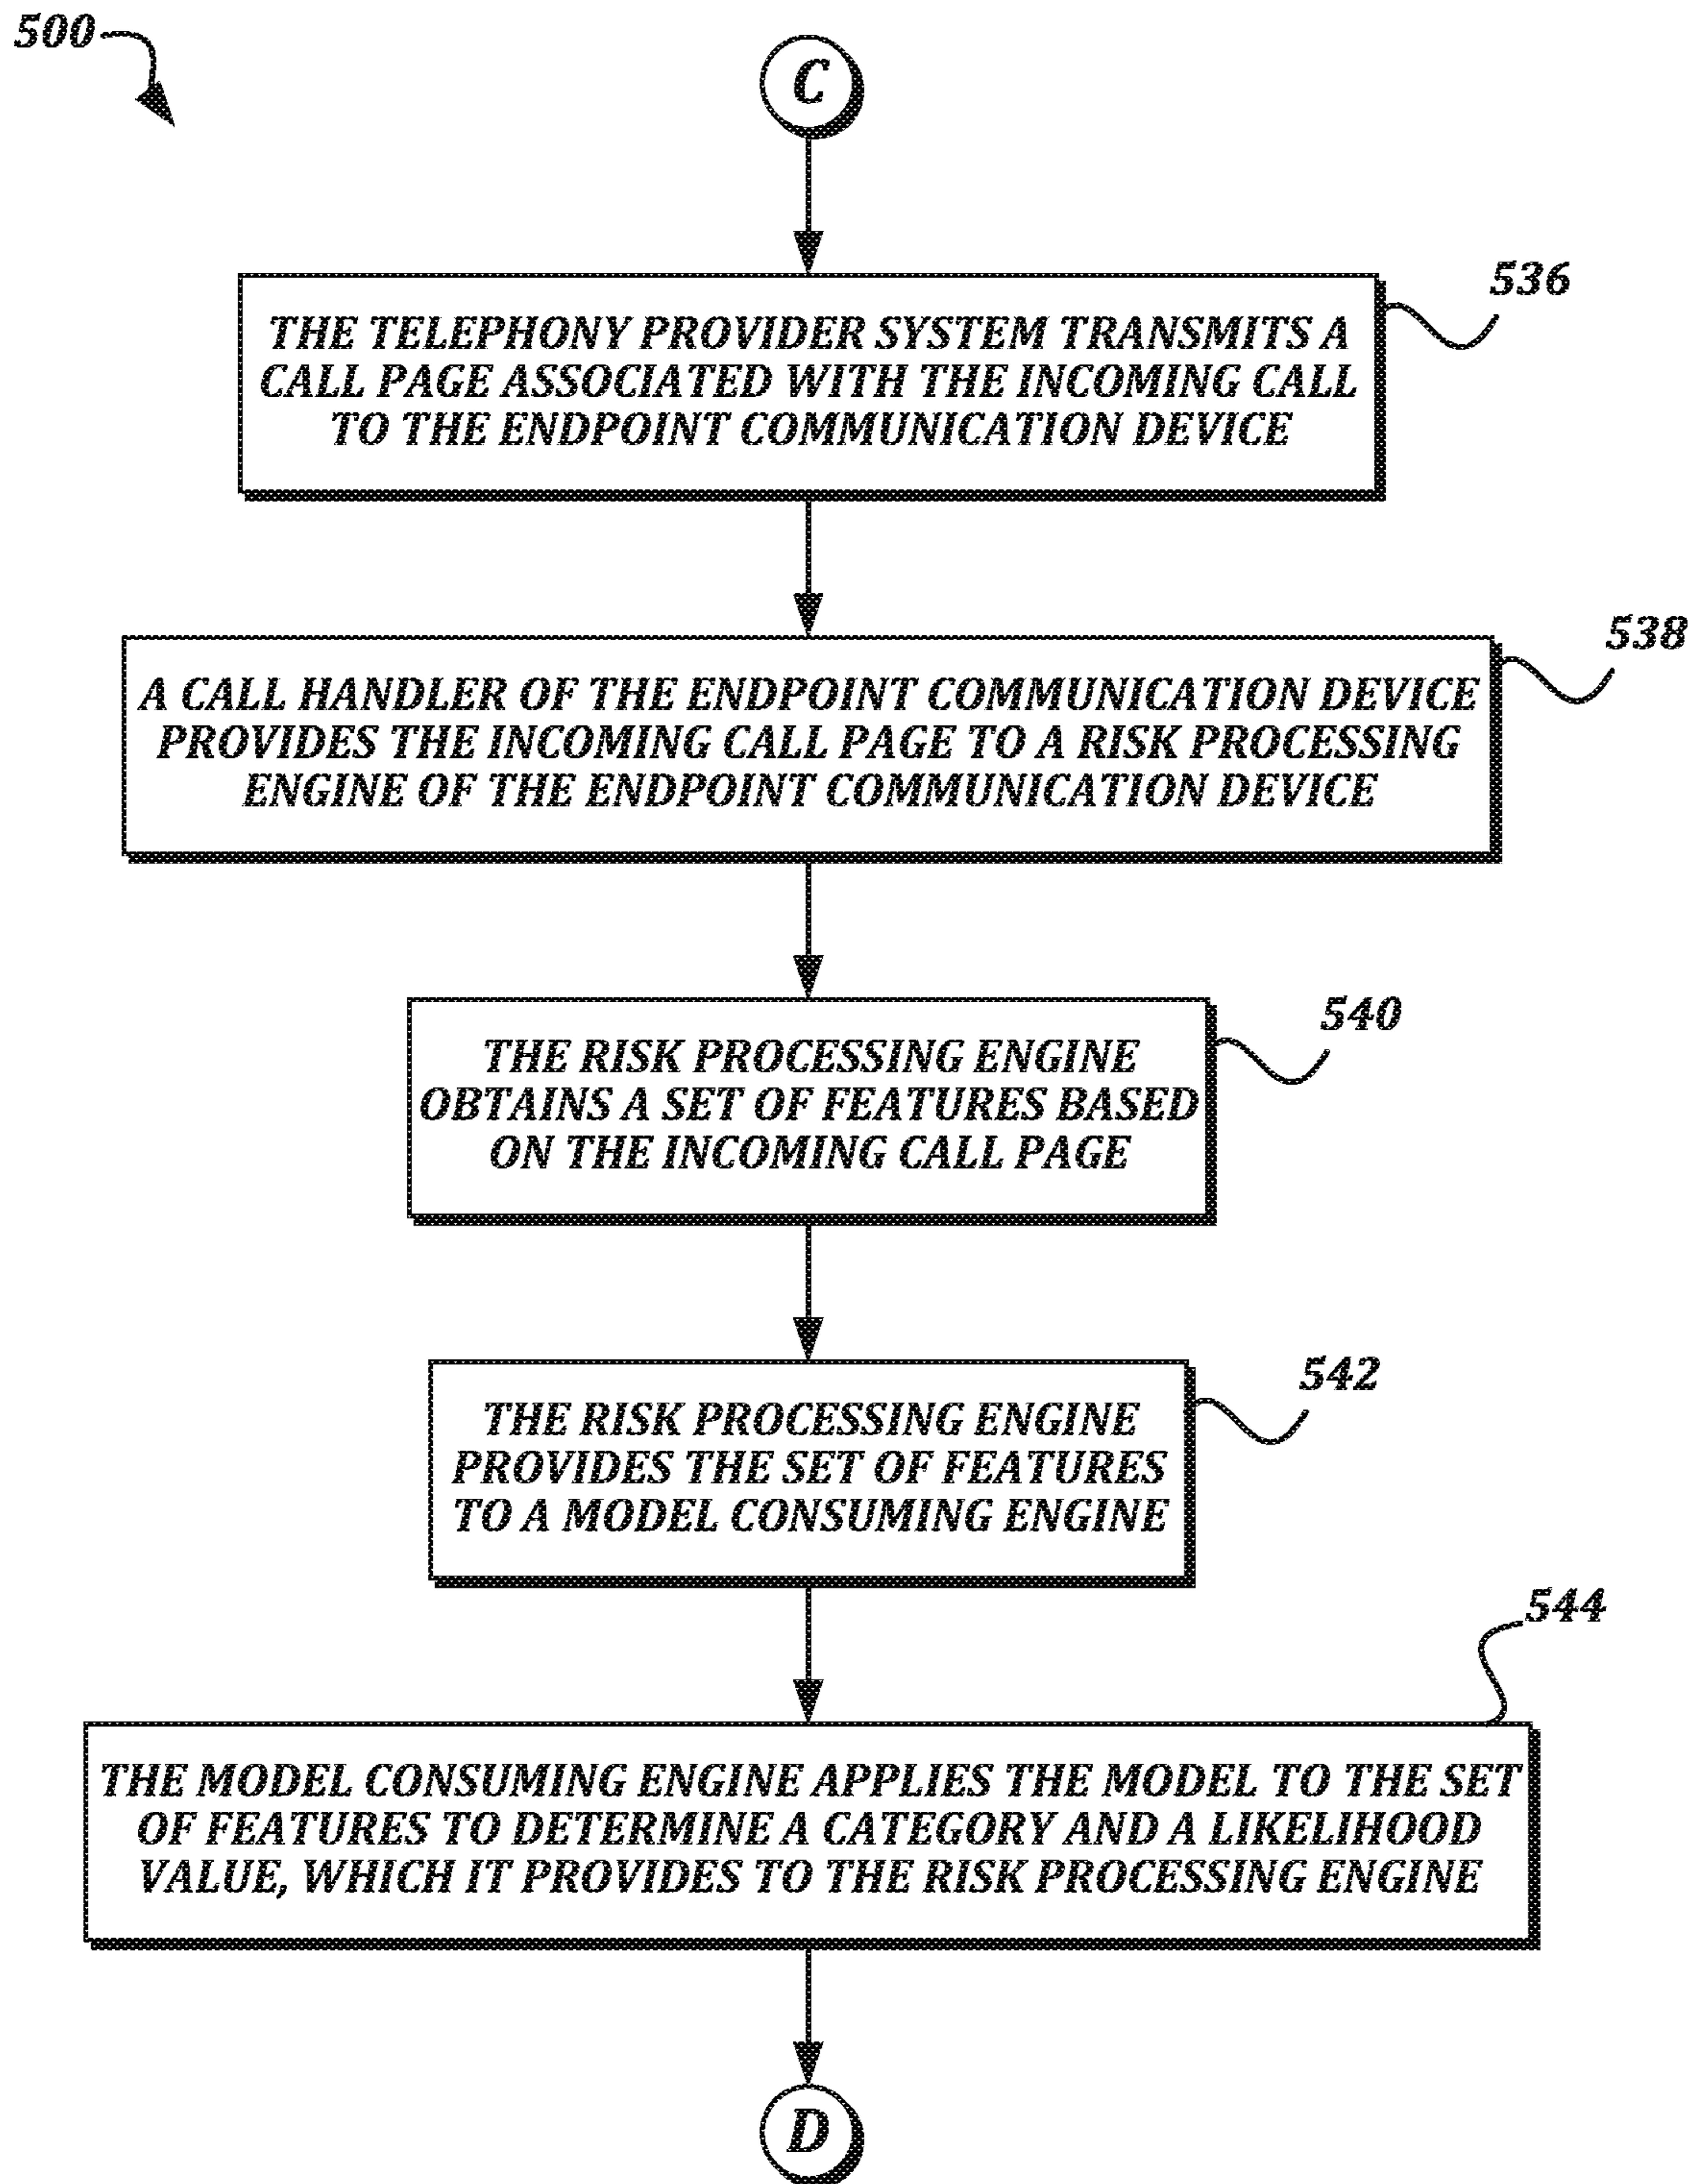 500
C
536
THE TELEPHONY PROVIDER SYSTEM TRANSMITS A
CALL PAGE ASSOCIATED WITH THE INCOMING CALL
TO THE ENDPOINT COMMUNICATION DEVICE
538
A CALL HANDLER OF THE ENDPOINT COMMUNICATION DEVICE
PROVIDES THE INCOMING CALL PAGE TO A RISK PROCESSING
ENGINE OF THE ENDPOINT COMMUNICATION DEVICE
540
THE RISK PROCESSING ENGINE
OBTAINS A SET OF FEATURES BASED
ON THE INCOMING CALL PAGE
542
THE RISK PROCESSING ENGINE
PROVIDES THE SET OF FEATURES
TO A MODEL CONSUMING ENGINE
544
THE MODEL CONSUMING ENGINE APPLIES THE MODEL TO THE SET
OF FEATURES TO DETERMINE A CATEGORY AND A LIKELIHOOD
VALUE, WHICH IT PROVIDES TO THE RISK PROCESSING ENGINE
D